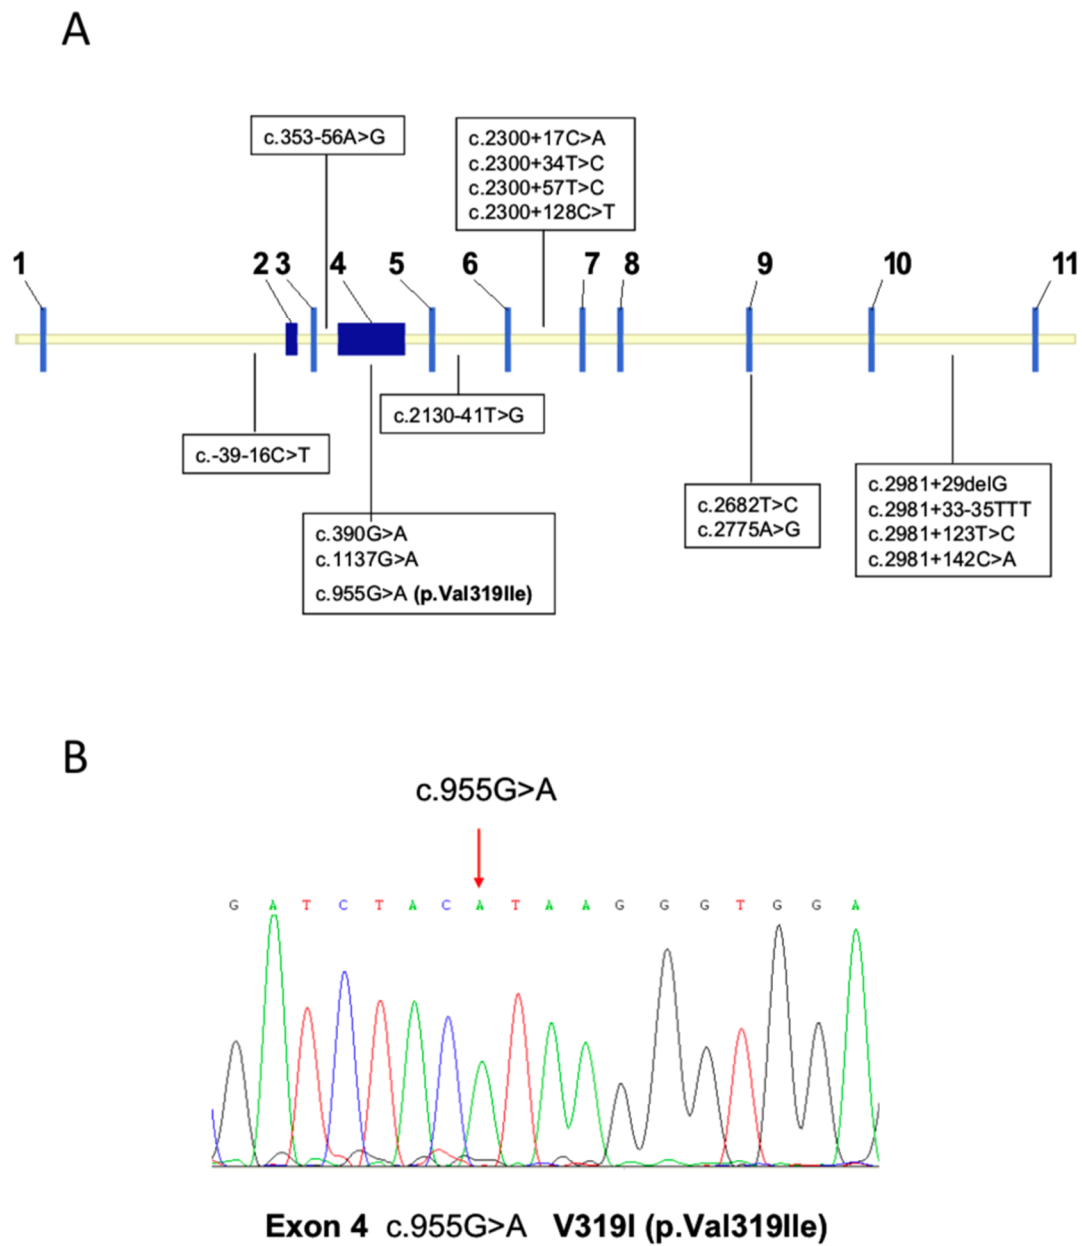 A
c.353-56A>G
c.2300+17C>A
c.2300+34T>C
c.2300+57T>C
c.2300+128C>T
1 2 3 4 5 6 7 8 9 10 11
c.-39-16C>T
c.2130-41T>G
c.390G>A
c.1137G>A
c.955G>A (p.Val319Ile)
c.2682T>C
c.2775A>G
c.2981+29delG
c.2981+33-35TTT
c.2981+123T>C
c.2981+142C>A
B
c.955G>A
G A T C T A C A T A A G G G T G G A
Exon 4 c.955G>A V319I (p.Val319Ile)